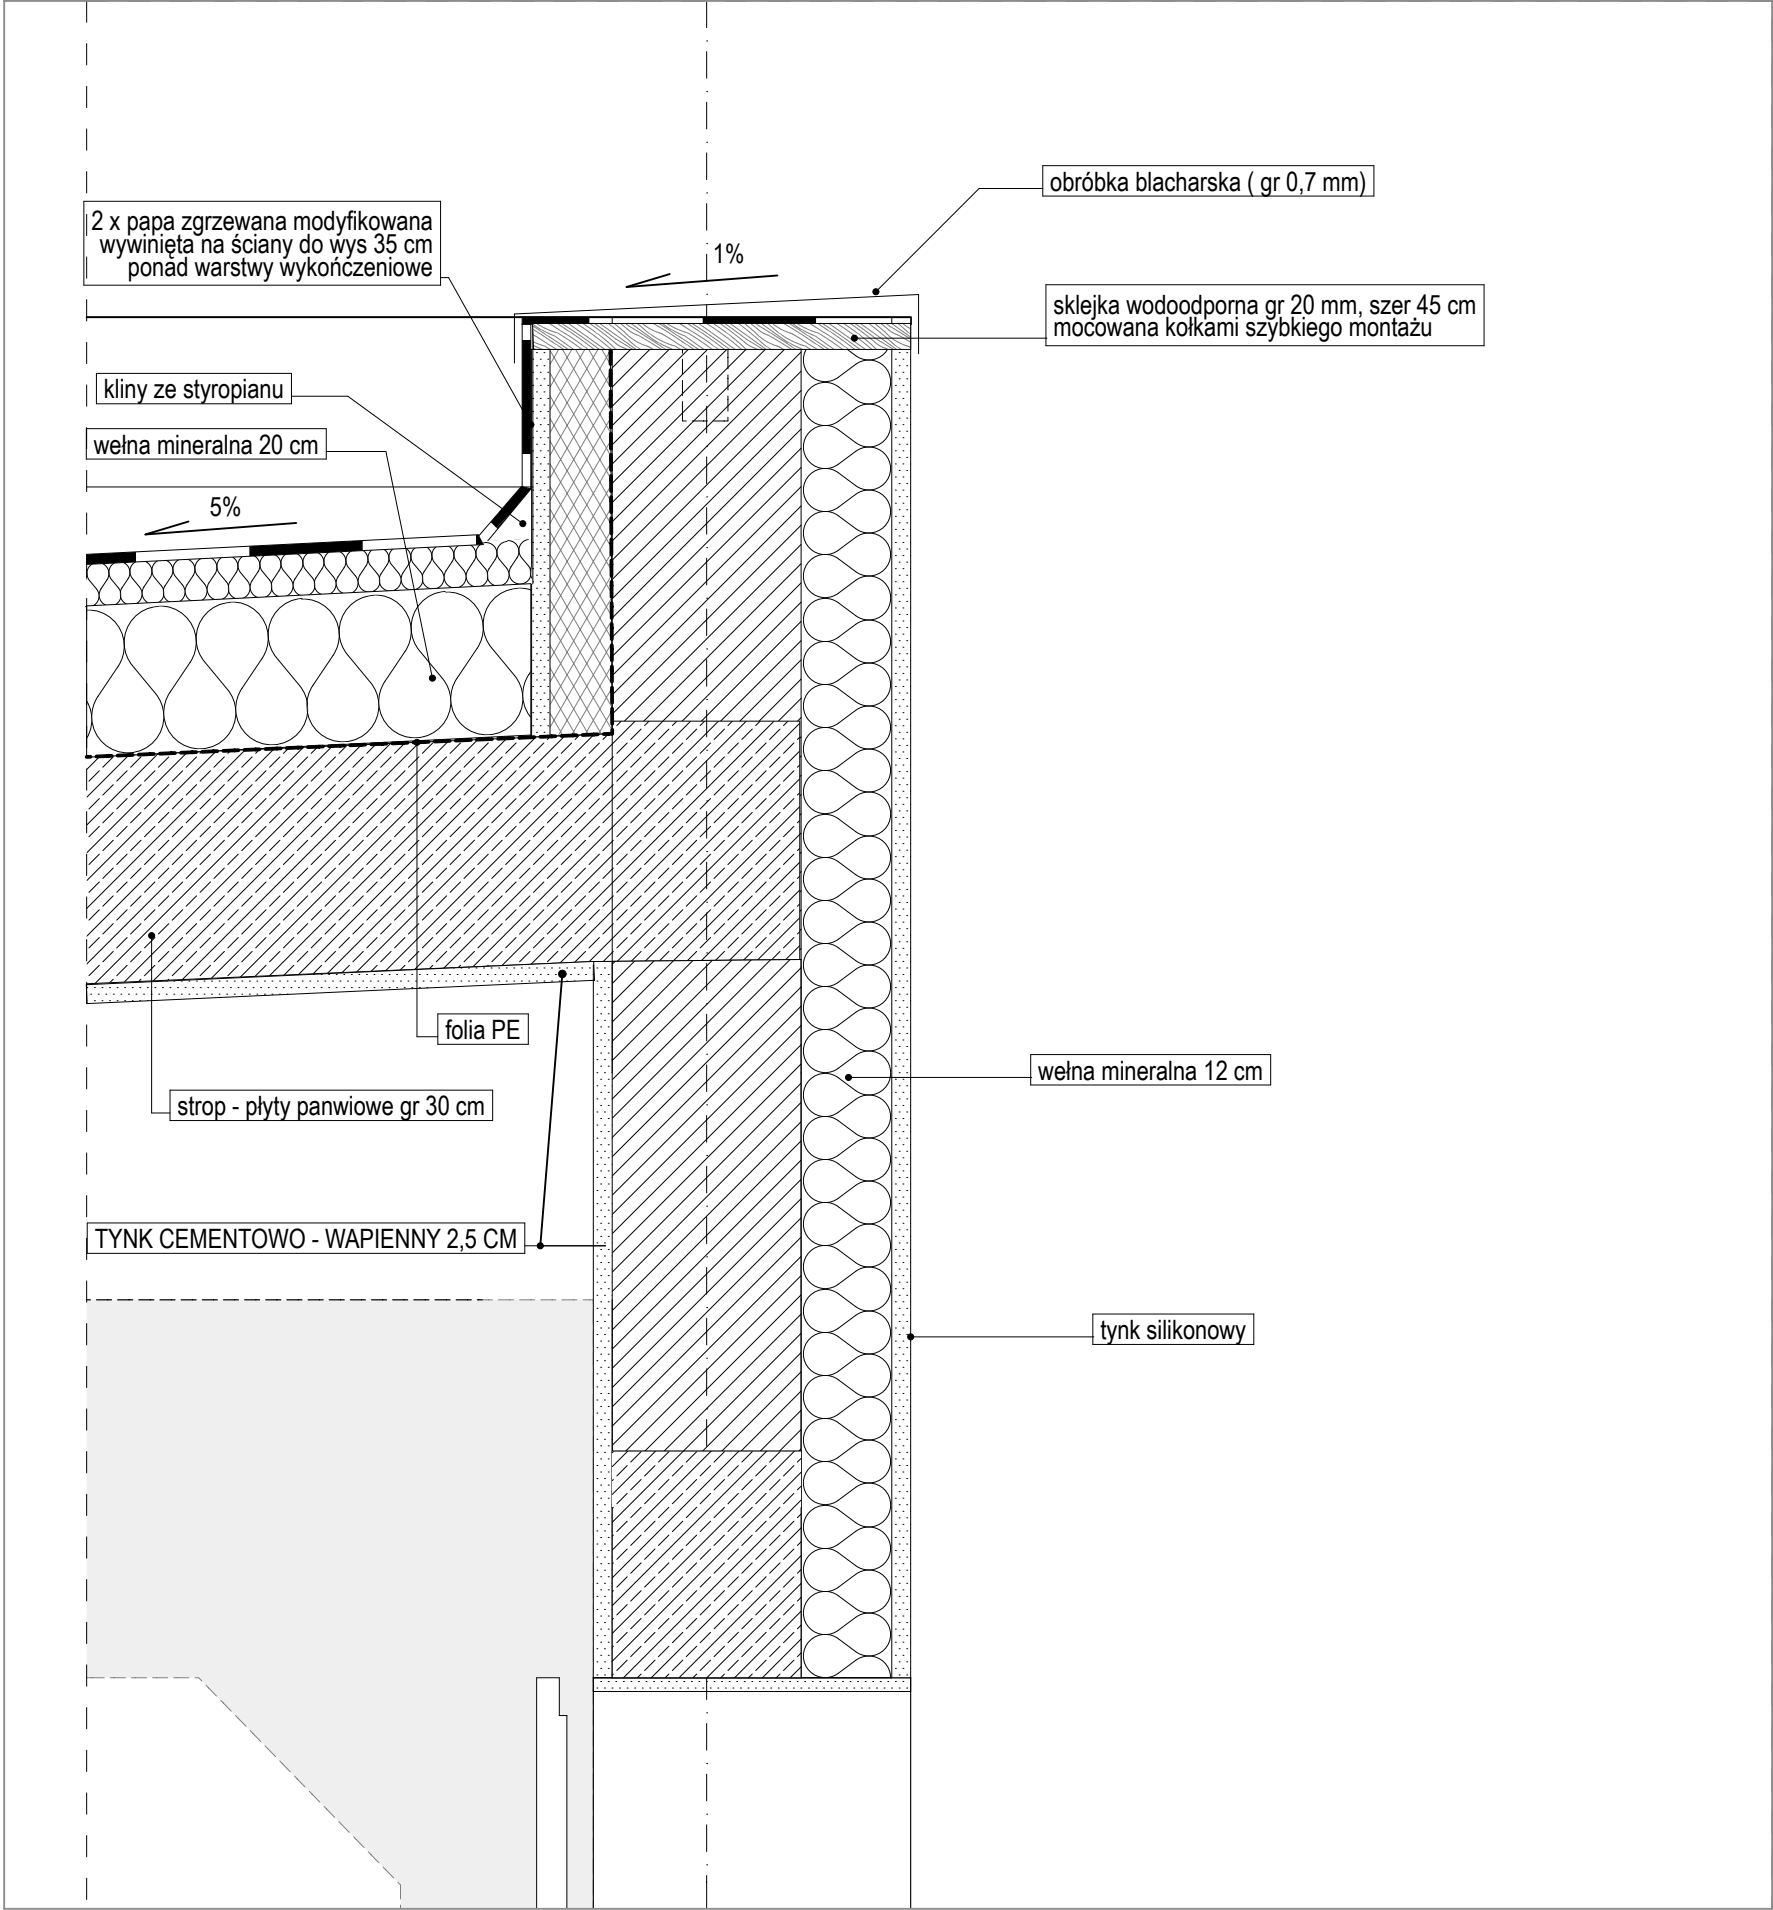 obróbka blacharska ( gr 0,7 mm)
2 x papa zgrzewana modyfikowana
wywinięta na ściany do wys 35 cm
ponad warstwy wykończeniowe
1%
sklejka wodoodporna gr 20 mm, szer 45 cm
mocowana kołkami szybkiego montażu
kliny ze styropianu
wełna mineralna 20 cm
5%
folia PE
wełna mineralna 12 cm
strop - płyty panwiowe gr 30 cm
TYNK CEMENTOWO - WAPIENNY 2,5 CM
tynk silikonowy